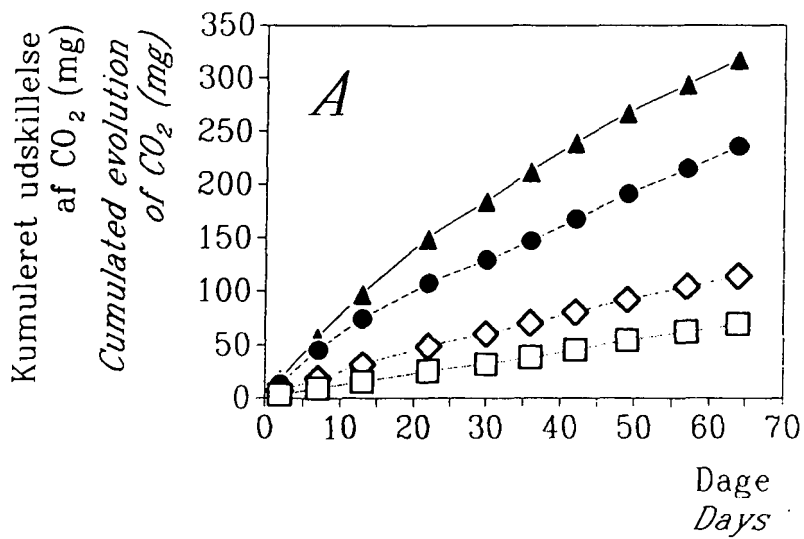 Kumuleret udskillelse
af CO₂ (mg)
Cumulated evolution
of CO₂ (mg)
350
300
250
200
150
100
50
0
A
0 10 20 30 40 50 60 70
Dage
Days